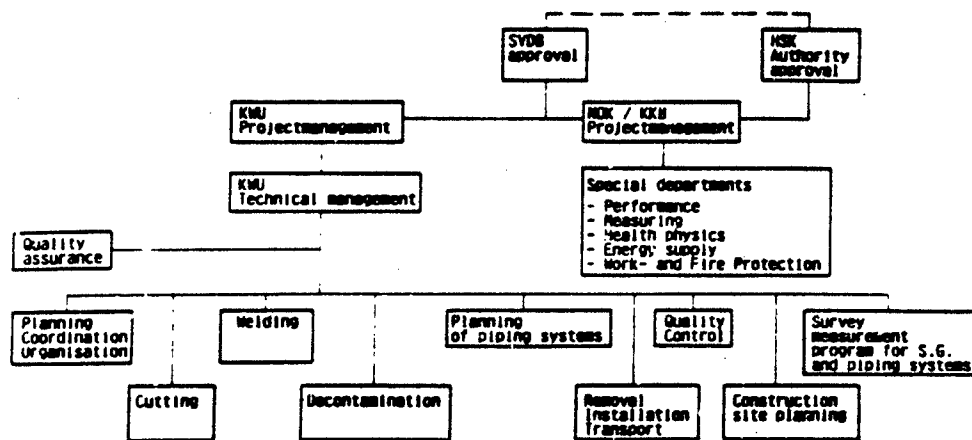 SVDB
approval
HSK
Authority
approval
KWU
Projectmanagement
NOK / KKB
Projectmanagement
KWU
Technical management
Special departments
- Performance
- Measuring
- Health physics
- Energy supply
- Work- and Fire Protection
Quality
assurance
Planning
Coordination
Organisation
Welding
Planning
of piping systems
Quality
Control
Survey
measurement
program for S.G.
and piping systems
Cutting
Decontamination
Removal
Installation
Transport
Construction
site planning